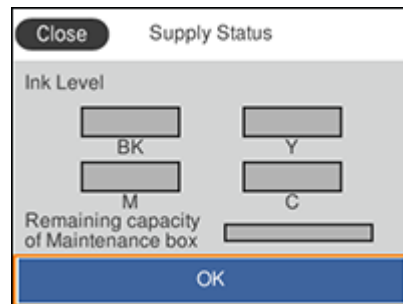 Close
Supply Status
Ink Level
BK
Y
M
C
Remaining capacity
of Maintenance box
OK